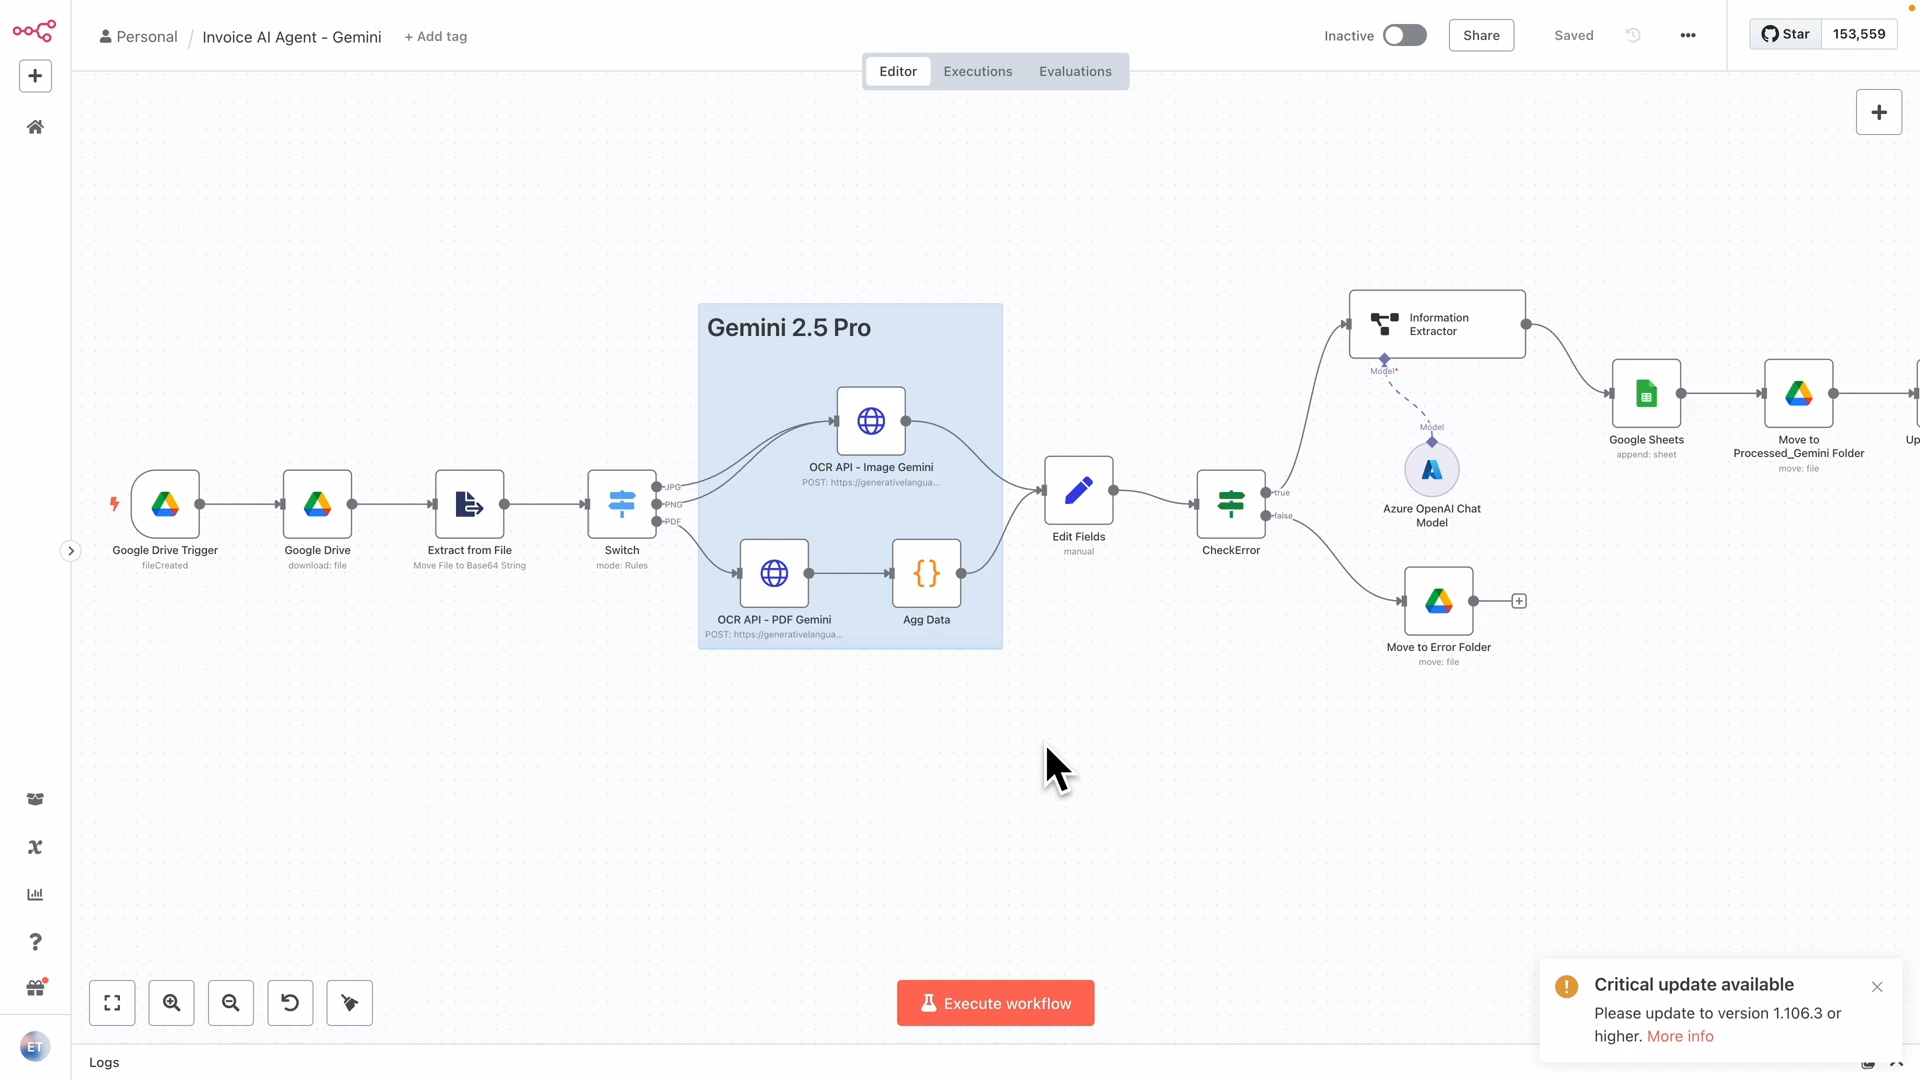 Personal / Invoice AI Agent - Gemini + Add tag
Inactive
Share
Saved
Star 153,559
Editor Executions Evaluations
Gemini 2.5 Pro
Information
Extractor
Model*
Model
Azure OpenAI Chat
Model
Google Sheets
append: sheet
Move to
Processed_Gemini Folder
move: file
Up
OCR API - Image Gemini
POST: https://generativelangua...
JPG
PNG
PDF
Google Drive Trigger
fileCreated
Google Drive
download: file
Extract from File
Move File to Base64 String
Switch
mode: Rules
Edit Fields
manual
true
false
CheckError
OCR API - PDF Gemini
POST: https://generativelangua...
Agg Data
Move to Error Folder
move: file
Execute workflow
Critical update available
Please update to version 1.106.3 or
higher. More info
ET
Logs